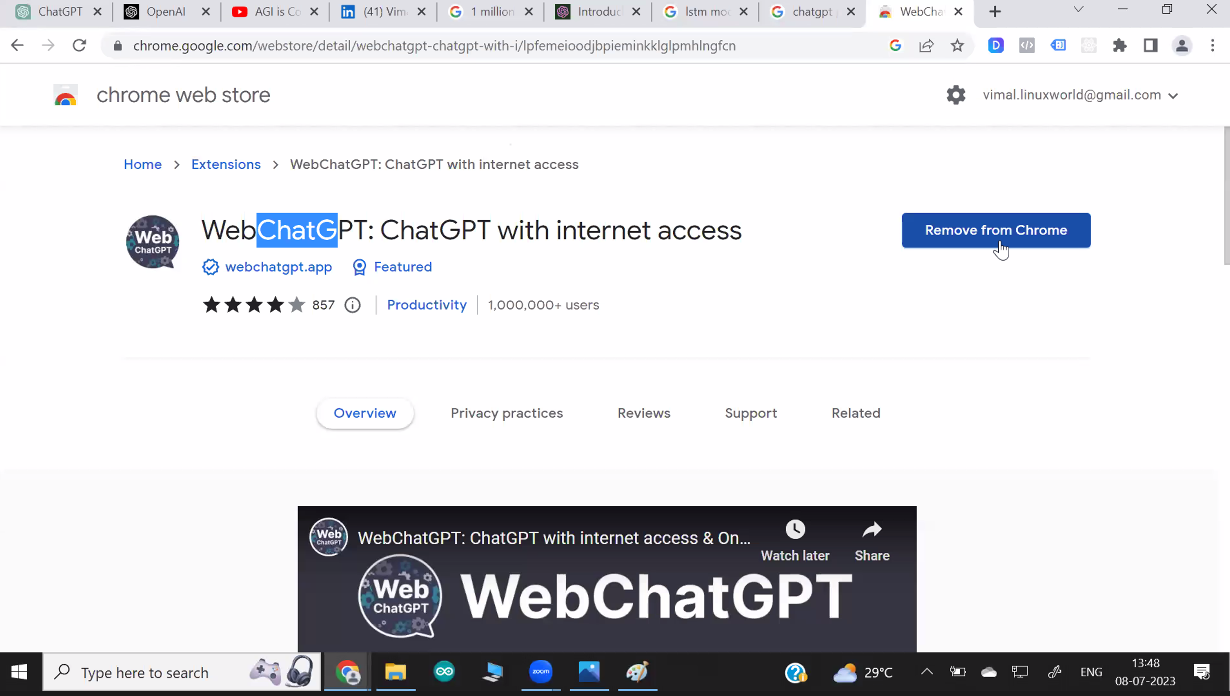 ChatGPT
OpenAI
AGI is Co
(41) Vim
1 million
Introduc
lstm mo
chatgpt
WebCha
chrome.google.com/webstore/detail/webchatgpt-chatgpt-with-i/lpfemeioodjbpieminkklglpmhlngfcn
chrome web store
vimal.linuxworld@gmail.com
Home > Extensions > WebChatGPT: ChatGPT with internet access
Web ChatGPT
WebChatGPT: ChatGPT with internet access
Remove from Chrome
webchatgpt.app Featured
857 Productivity 1,000,000+ users
Overview Privacy practices Reviews Support Related
Web ChatGPT
WebChatGPT: ChatGPT with internet access & On...
Watch later Share
Web ChatGPT
WebChatGPT
Type here to search
zoom
29°C
ENG
13:48
08-07-2023